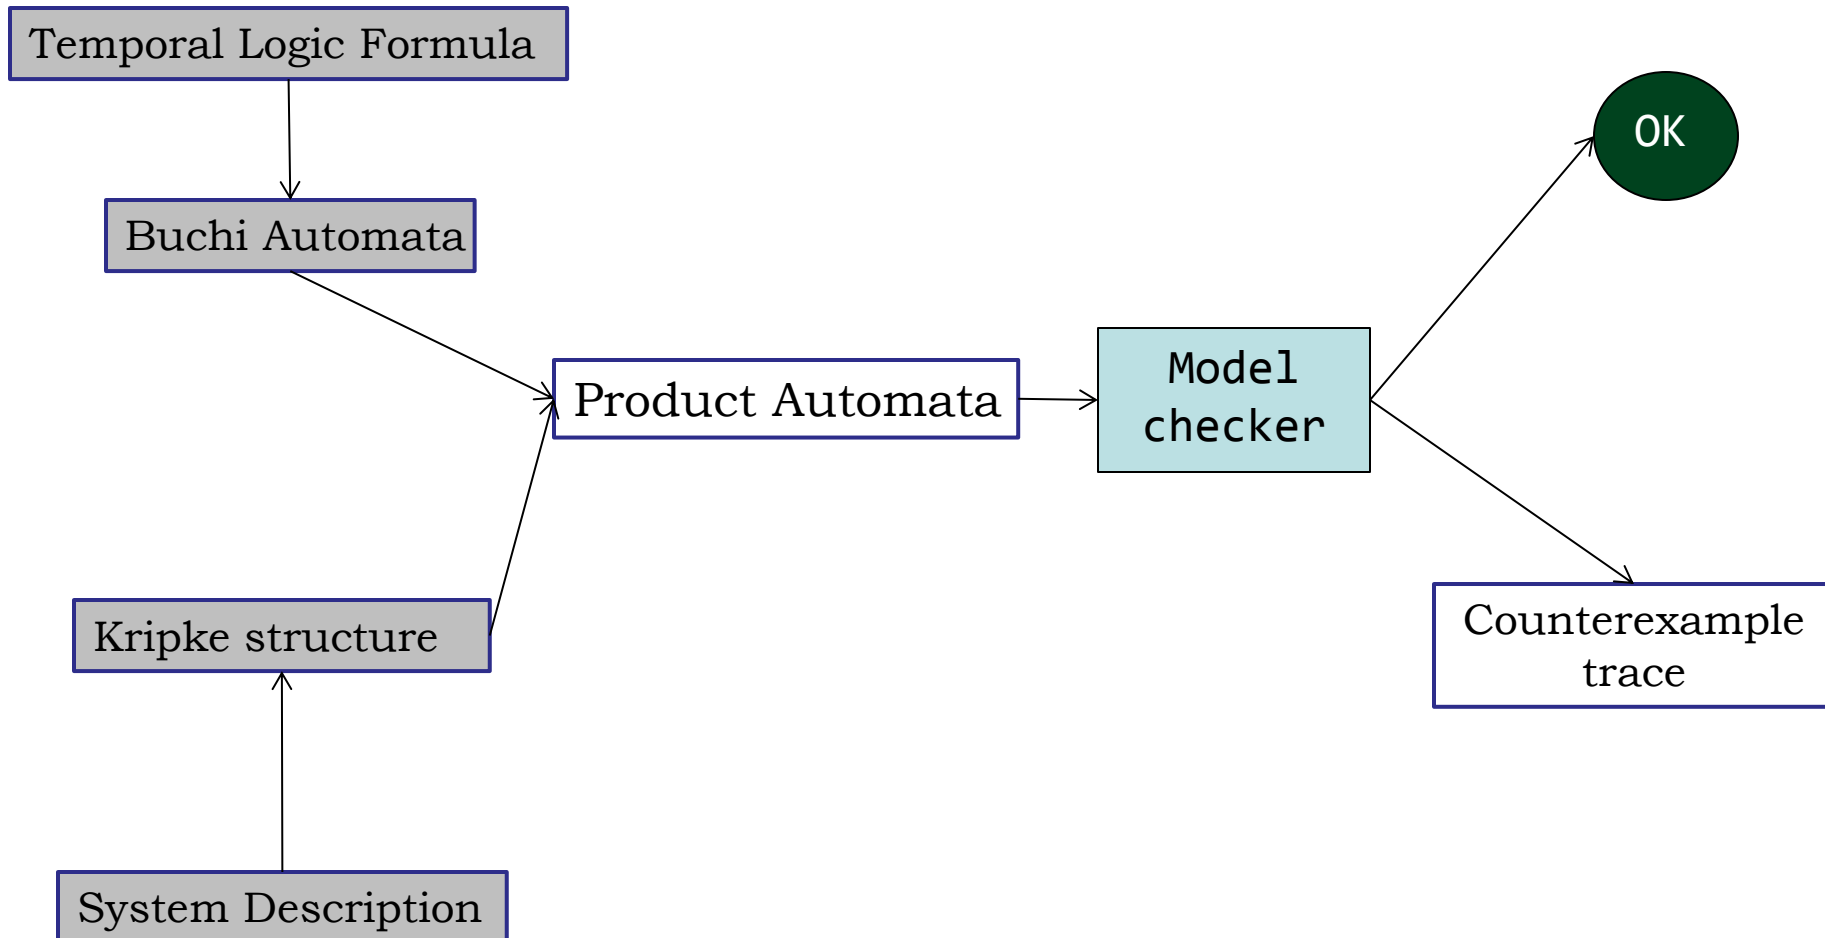 Temporal Logic Formula
OK
Buchi Automata
Product Automata
Model
checker
Kripke structure
Counterexample
trace
System Description